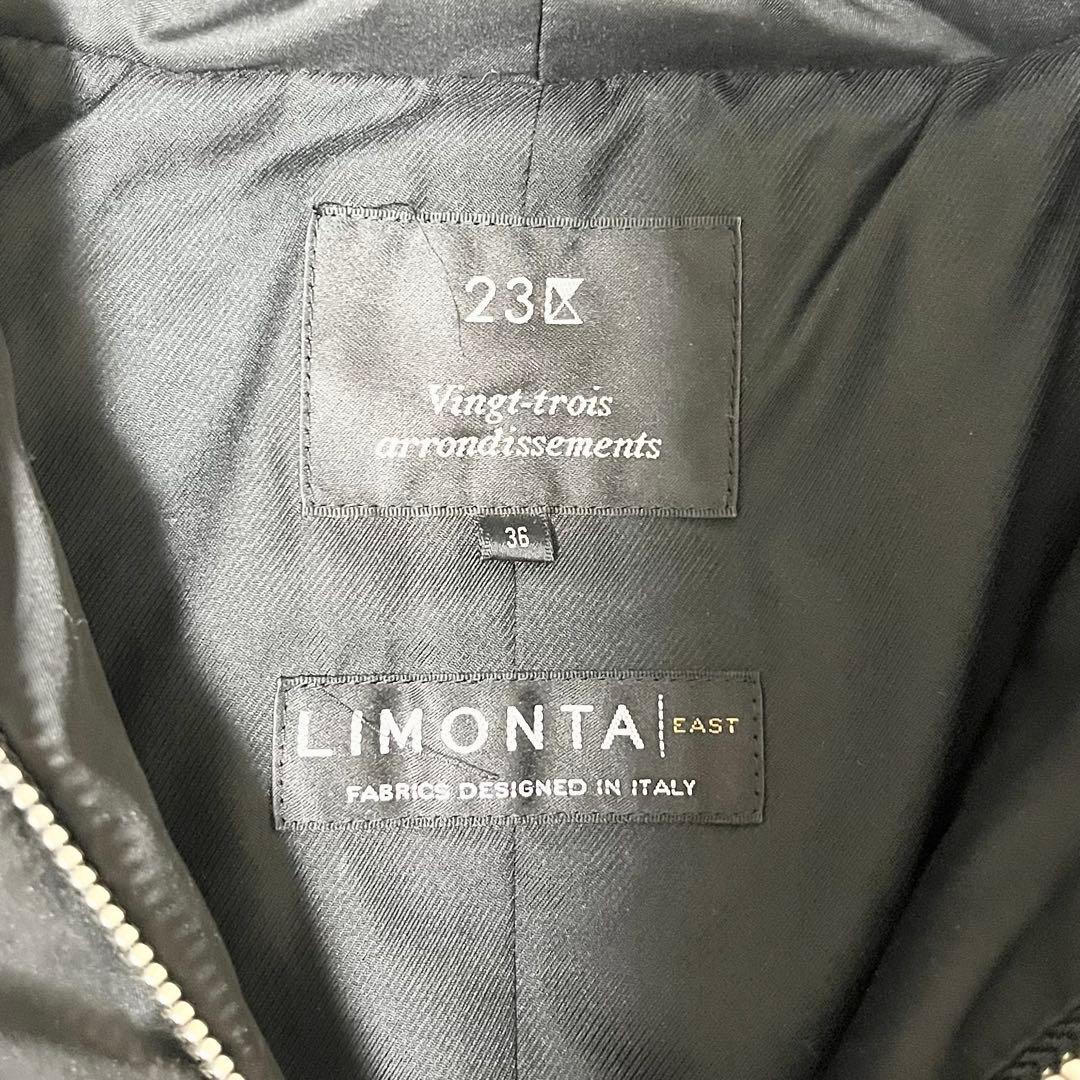 23区
Vingt-trois
arrondissements
36
LIMONTA | EAST
FABRICS DESIGNED IN ITALY